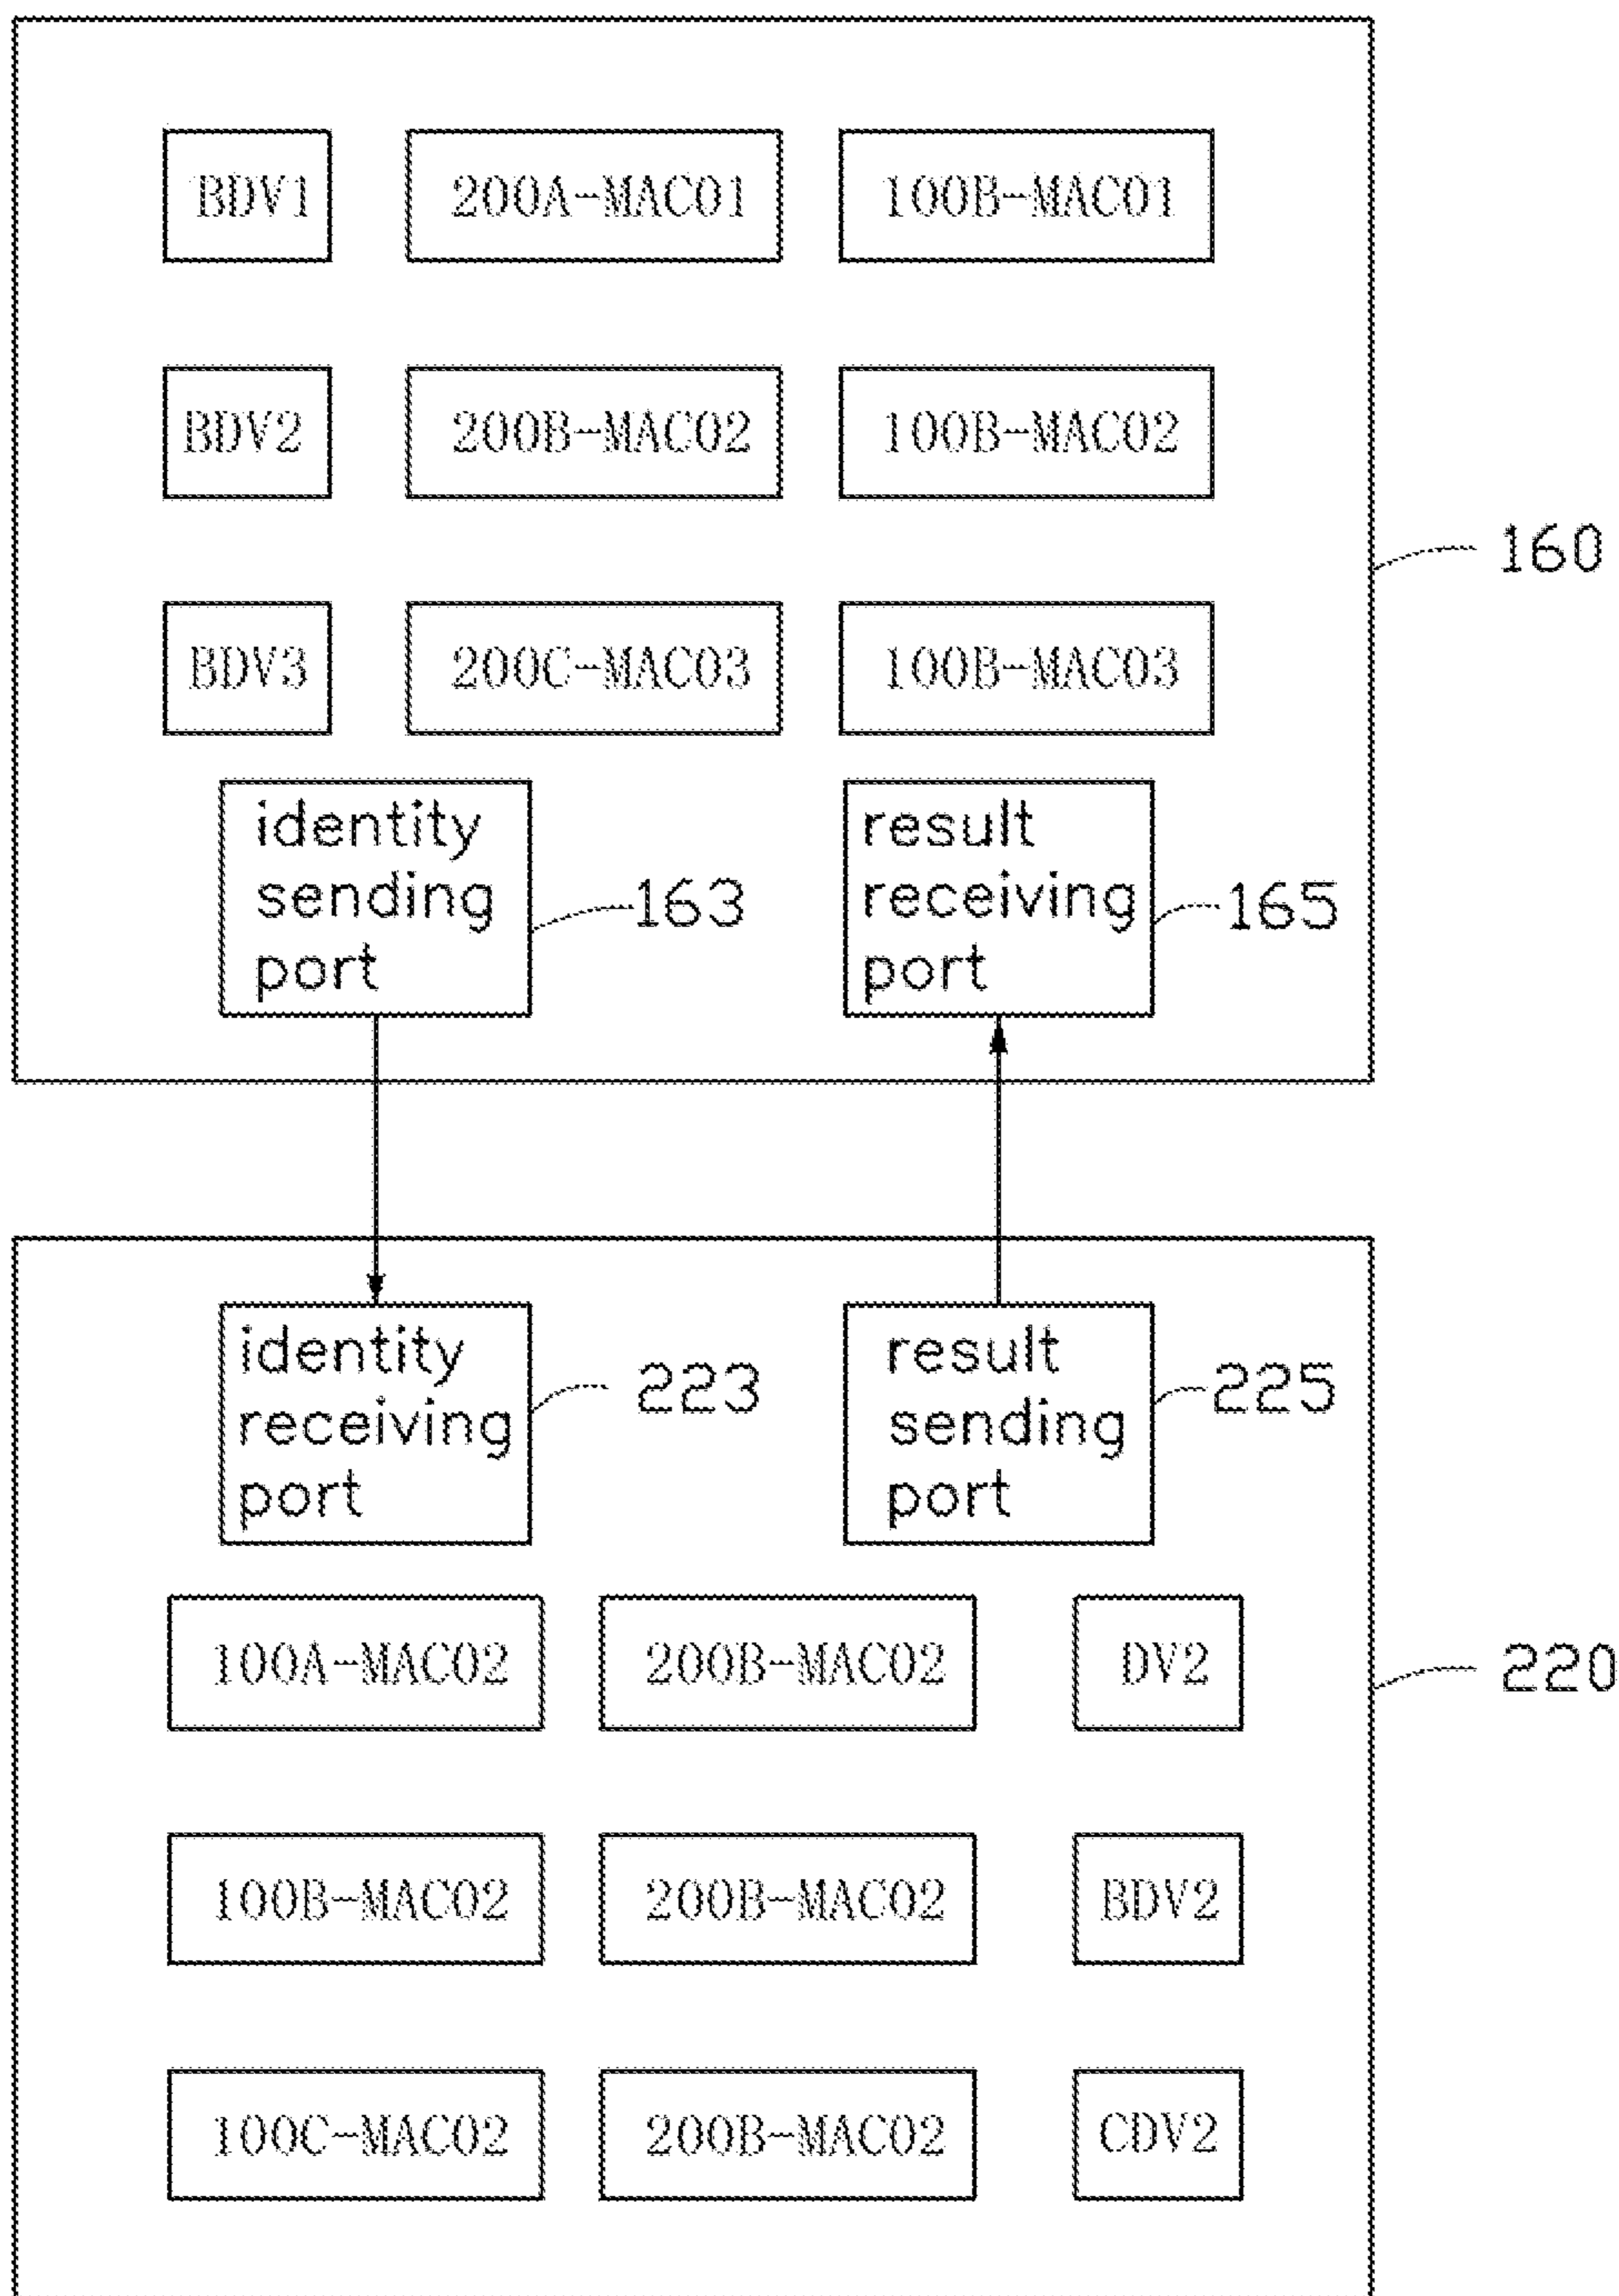 BDV1 200A-MAC01 100B-MAC01
BDV2 200B-MAC02 100B-MAC02
160
BDV3 200C-MAC03 100B-MAC03
identity
sending
port
163
result
receiving
port
165
identity
receiving
port
223
result
sending
port
225
100A-MAC02 200B-MAC02 DV2
220
100B-MAC02 200B-MAC02 BDV2
100C-MAC02 200B-MAC02 CDV2